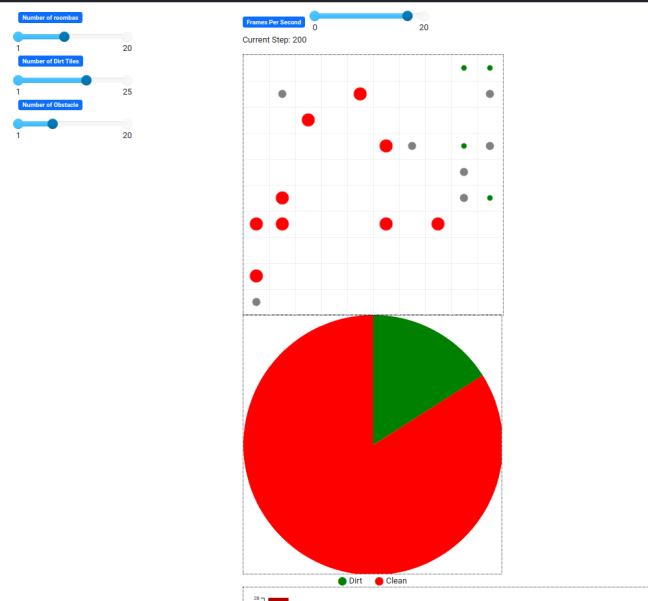 Number of roombas
1 20
Number of Dirt Tiles
1 25
Number of Obstacle
1 20
Frames Per Second
0 20
Current Step: 200
Dirt Clean